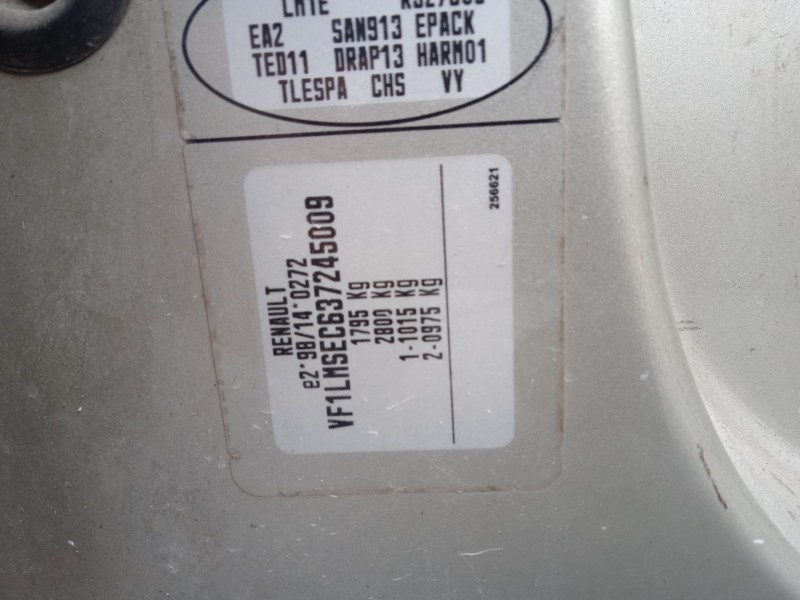 LM1E
EA2 SAN913 EPACK
TED11 DRAP13 HARM01
TLESPA CHS VY
RENAULT
e2*98/14*0272
VF1LMSEC637245009
1795 Kg
2800 Kg
1-1015 Kg
2-0975 Kg
256621